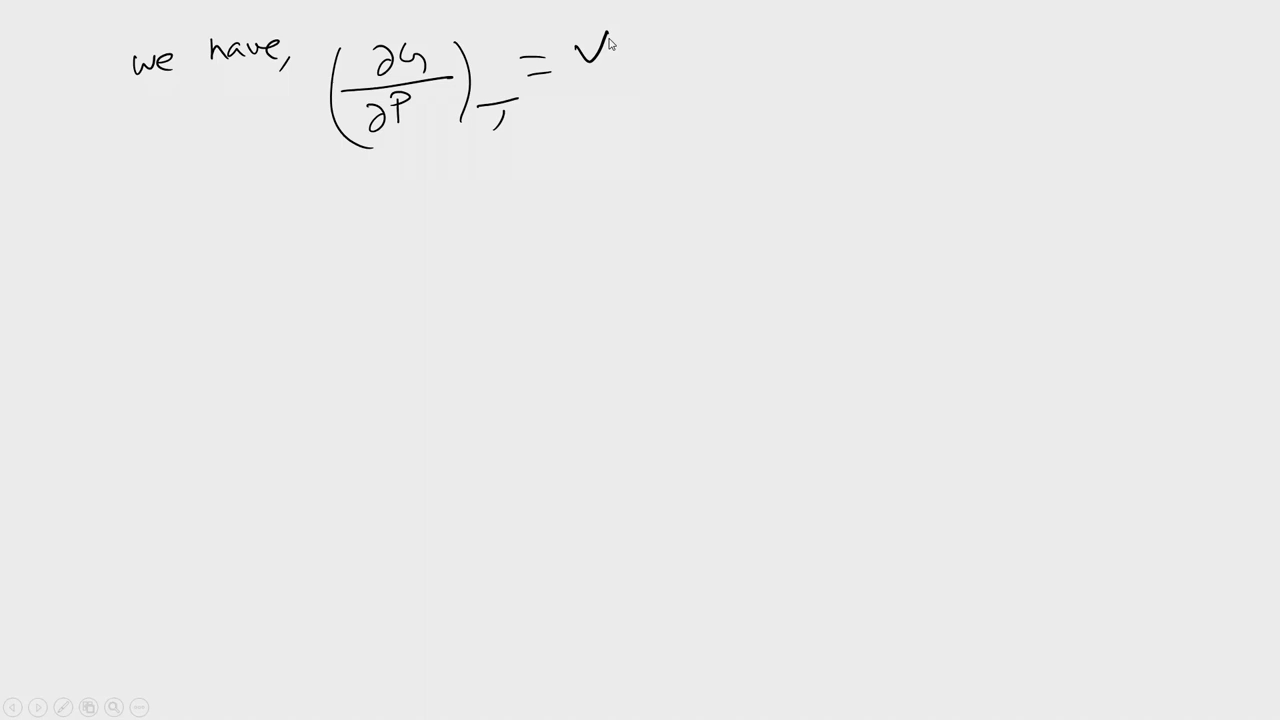 we have, (∂G/∂P)_T = V